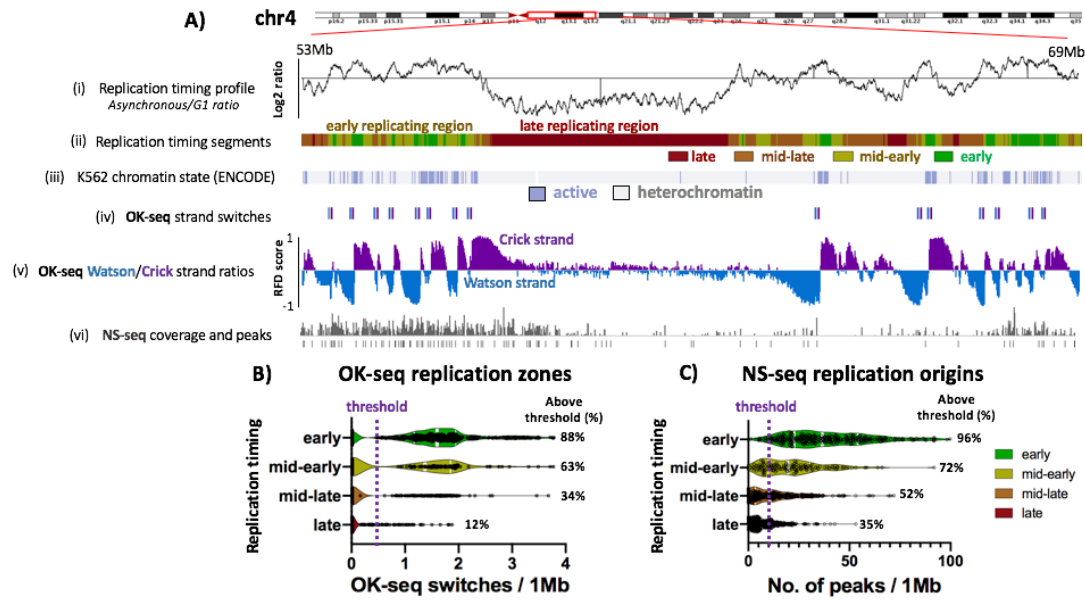 A)
chr4
p16.2 p15.33 p15.31 p15.1 p14 p13 p11 q12 q13.1 q13.2 q21.1 q21.23 q22.2 q23 q24 q25 q26 q27 q28.2 q31.1 q31.22 q32.1 q32.3 q34.1 q34.3 q35
53Mb
69Mb
(i) Replication timing profile
Asynchronous/G1 ratio
Log2 ratio
early replicating region late replicating region
(ii) Replication timing segments
late mid-late mid-early early
(iii) K562 chromatin state (ENCODE)
active heterochromatin
(iv) OK-seq strand switches
1
Crick strand
(v) OK-seq Watson/Crick strand ratios
RFD score
Watson strand
-1
(vi) NS-seq coverage and peaks
B) OK-seq replication zones
threshold
Above
threshold (%)
Replication timing
early 88%
mid-early 63%
mid-late 34%
late 12%
0 1 2 3 4
OK-seq switches / 1Mb
C) NS-seq replication origins
threshold
Above
threshold (%)
Replication timing
early 96%
mid-early 72%
mid-late 52%
late 35%
0 50 100
No. of peaks / 1Mb
early
mid-early
mid-late
late